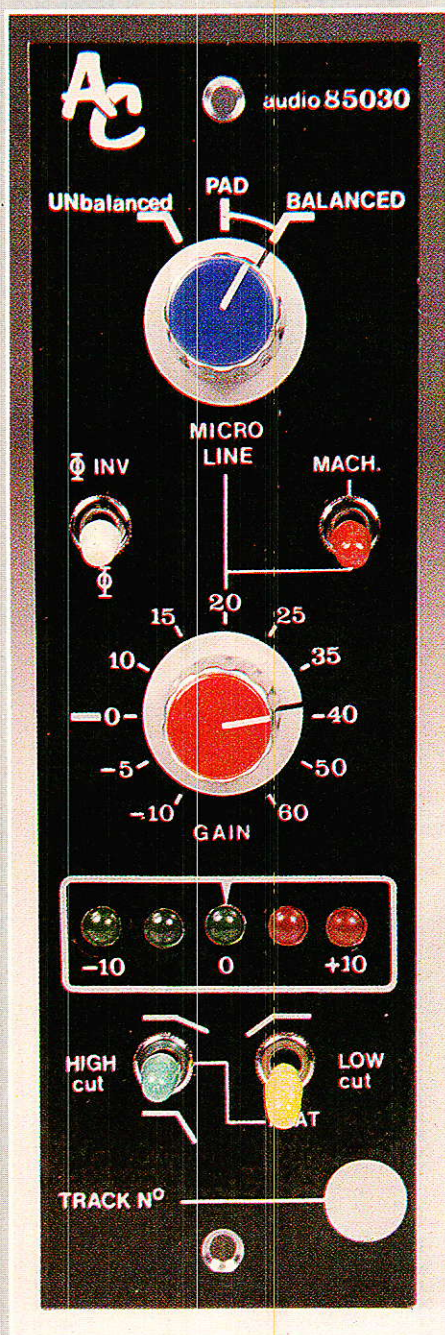 AC
audio 85030
PAD
UNbalanced
BALANCED
MICRO
LINE
Φ INV
MACH.
Φ
20
15
25
10
35
0
-40
-5
50
-10
60
GAIN
-10
0
+10
HIGH
cut
LOW
cut
TRACK Nº